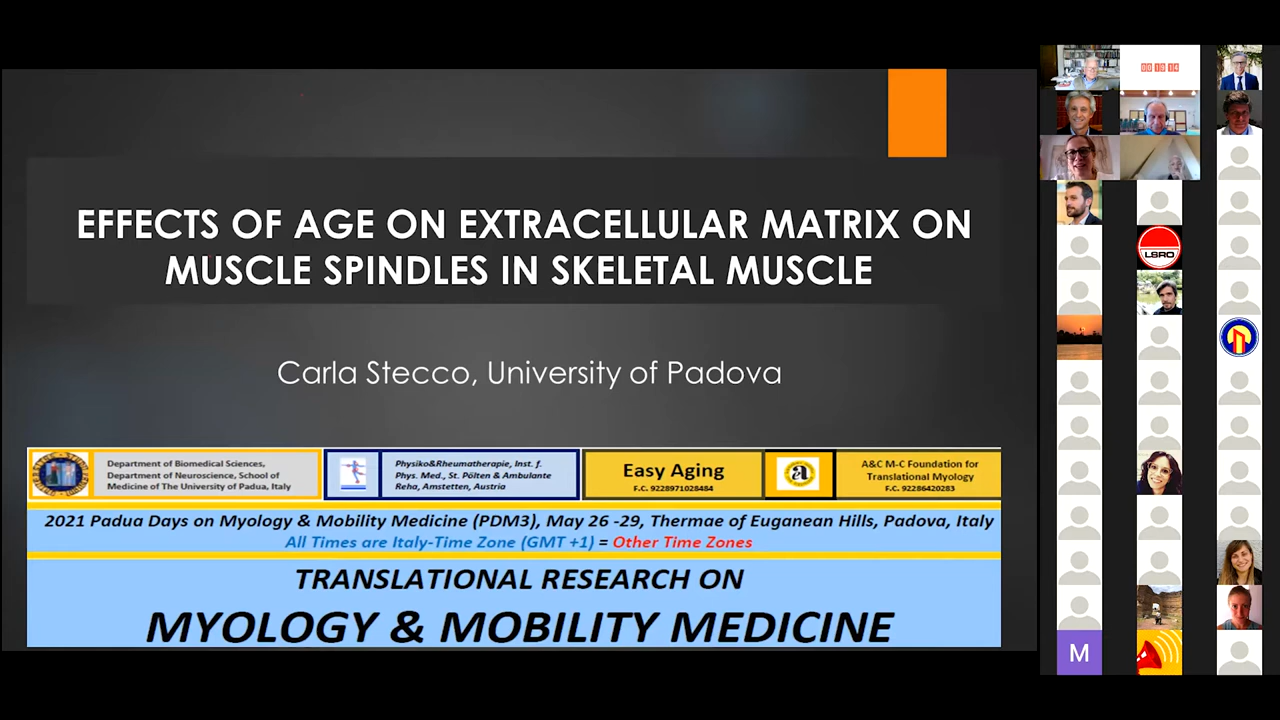 EFFECTS OF AGE ON EXTRACELLULAR MATRIX ON
MUSCLE SPINDLES IN SKELETAL MUSCLE
Carla Stecco, University of Padova
Department of Biomedical Sciences,
Department of Neuroscience, School of
Medicine of The University of Padua, Italy
Physiko&Rheumatherapie, Inst. f.
Phys. Med., St. Pölten & Ambulante
Reha, Amstetten, Austria
Easy Aging
F.C. 9228971028484
a
A&C M-C Foundation for
Translational Myology
F.C. 92286420283
2021 Padua Days on Myology & Mobility Medicine (PDM3), May 26 -29, Thermae of Euganean Hills, Padova, Italy
All Times are Italy-Time Zone (GMT +1) = Other Time Zones
TRANSLATIONAL RESEARCH ON
MYOLOGY & MOBILITY MEDICINE
00 19 14
LSRO
M